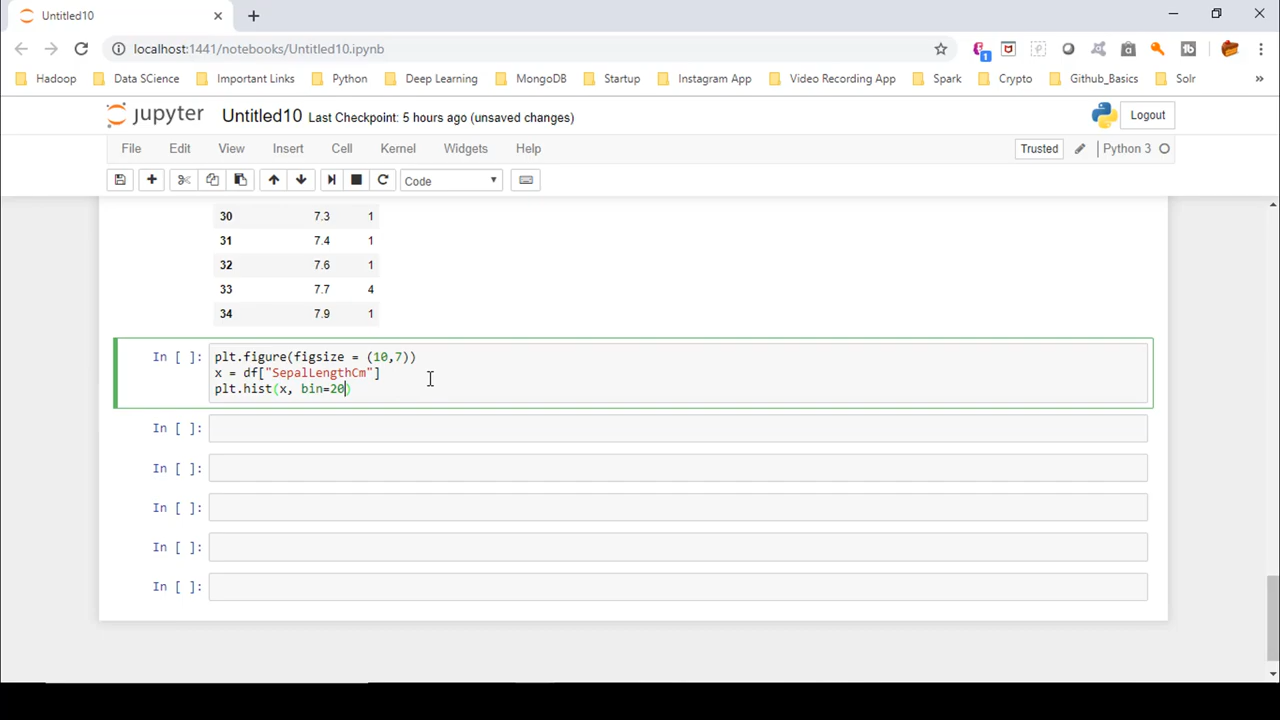 Untitled10
localhost:1441/notebooks/Untitled10.ipynb
1
tb
Hadoop Data SCience Important Links Python Deep Learning MongoDB Startup Instagram App Video Recording App Spark Crypto Github_Basics Solr »
jupyter Untitled10 Last Checkpoint: 5 hours ago (unsaved changes) Logout
File Edit View Insert Cell Kernel Widgets Help Trusted Python 3
Code
30 7.3 1
31 7.4 1
32 7.6 1
33 7.7 4
34 7.9 1
In [ ]: plt.figure(figsize = (10,7))
x = df["SepalLengthCm"]
plt.hist(x, bin=20)
In [ ]:
In [ ]:
In [ ]:
In [ ]:
In [ ]: